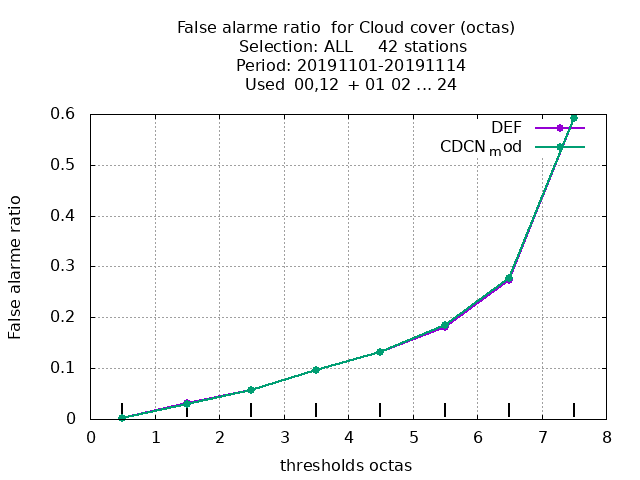 False alarme ratio  for Cloud cover (octas)
Selection: ALL     42 stations
Period: 20191101-20191114
Used  00,12  + 01 02 ... 24
DEF
CDCN_mod
False alarme ratio
0.6
0.5
0.4
0.3
0.2
0.1
0
0 1 2 3 4 5 6 7 8
thresholds octas